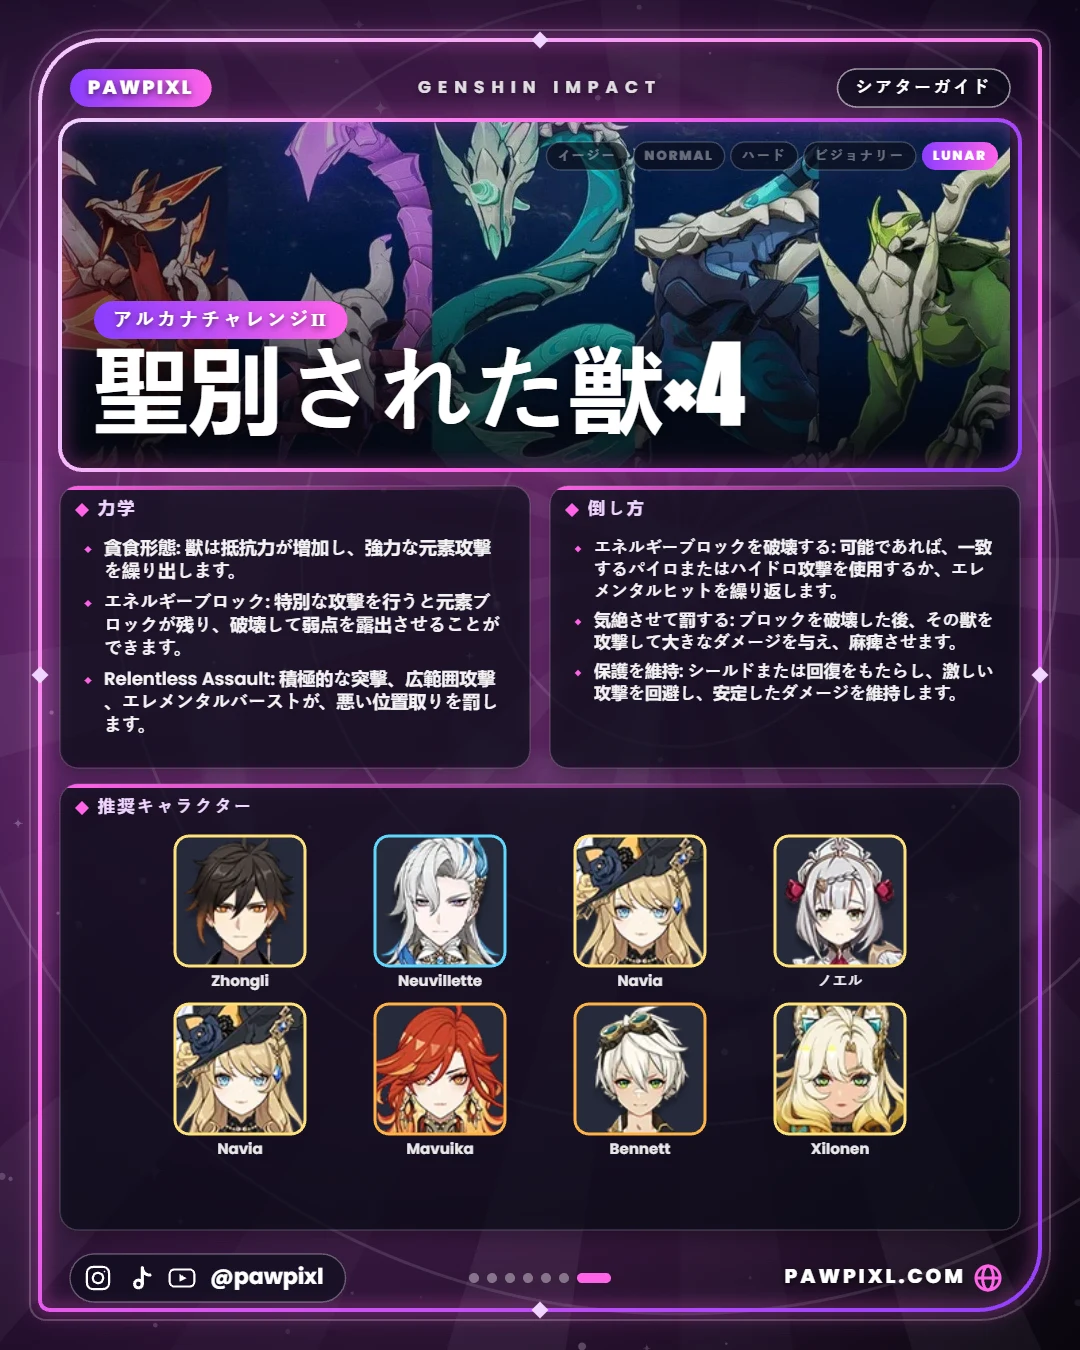 PAWPIXL
GENSHIN IMPACT
シアターガイド
イージー
NORMAL
ハード
ビジョナリー
LUNAR
アルカナチャレンジII
聖別された獣×4
力学
貪食形態: 獣は抵抗力が増加し、強力な元素攻撃
を繰り出します。
エネルギーブロック: 特別な攻撃を行うと元素ブ
ロックが残り、破壊して弱点を露出させることが
できます。
Relentless Assault: 積極的な突撃、広範囲攻撃
、エレメンタルバーストが、悪い位置取りを罰し
ます。
倒し方
エネルギーブロックを破壊する: 可能であれば、一致
するパイロまたはハイドロ攻撃を使用するか、エレ
メンタルヒットを繰り返します。
気絶させて罰する: ブロックを破壊した後、その獣を
攻撃して大きなダメージを与え、麻痺させます。
保護を維持: シールドまたは回復をもたらし、激しい
攻撃を回避し、安定したダメージを維持します。
推奨キャラクター
Zhongli
Neuvillette
Navia
ノエル
Navia
Mavuika
Bennett
Xilonen
@pawpixl
PAWPIXL.COM